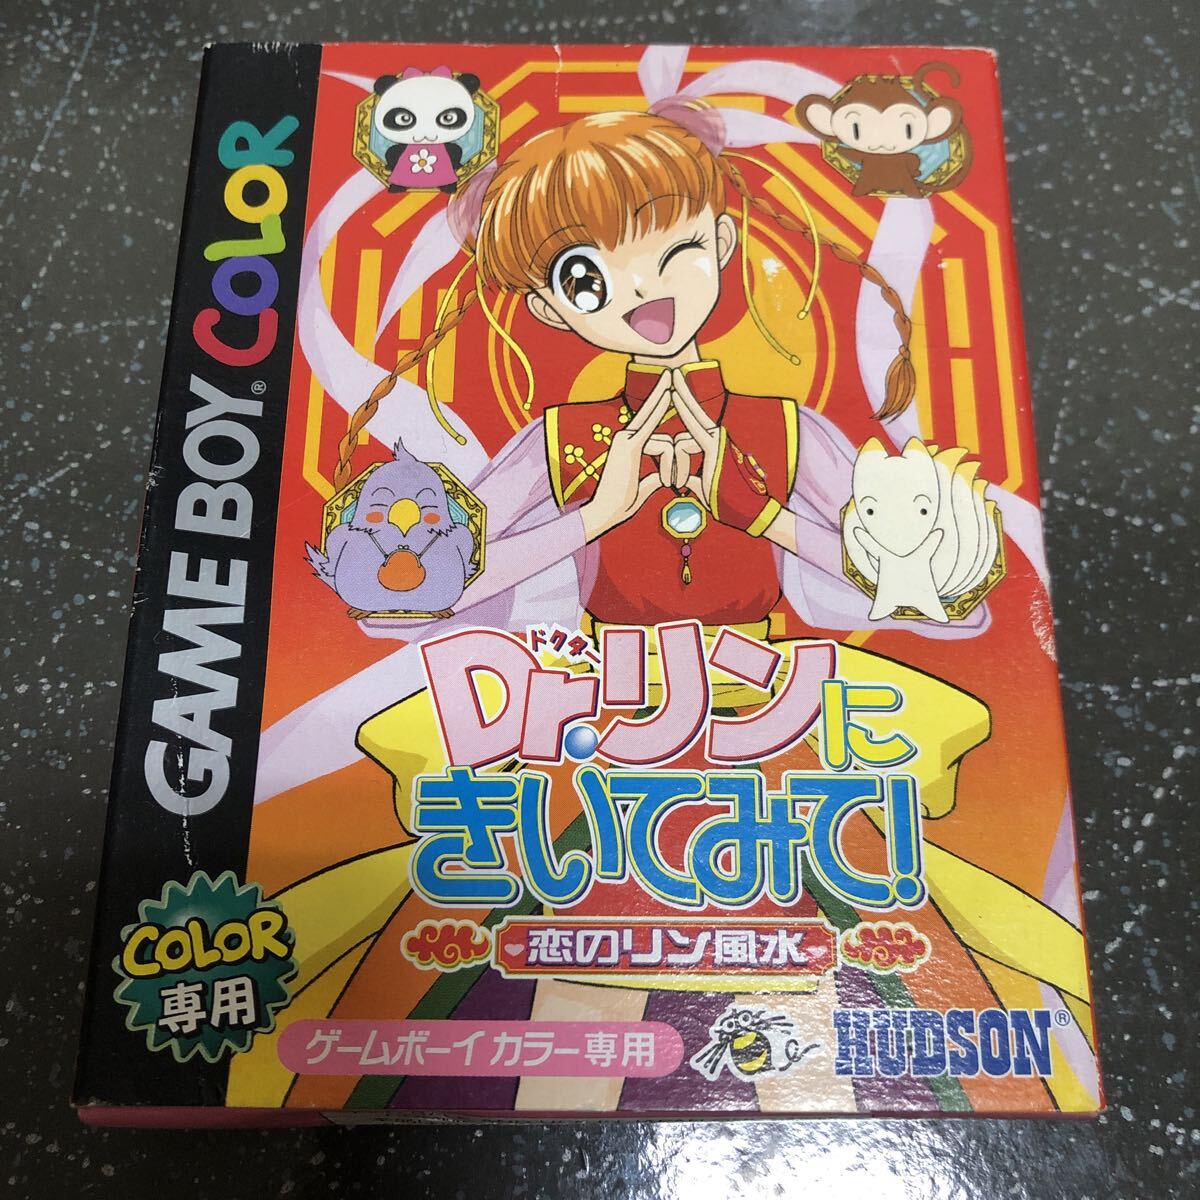 GAME BOY® COLOR
ドクター
Dr.リンに
きいてみて!
恋のリン風水
COLOR
専用
ゲームボーイカラー専用
HUDSON®